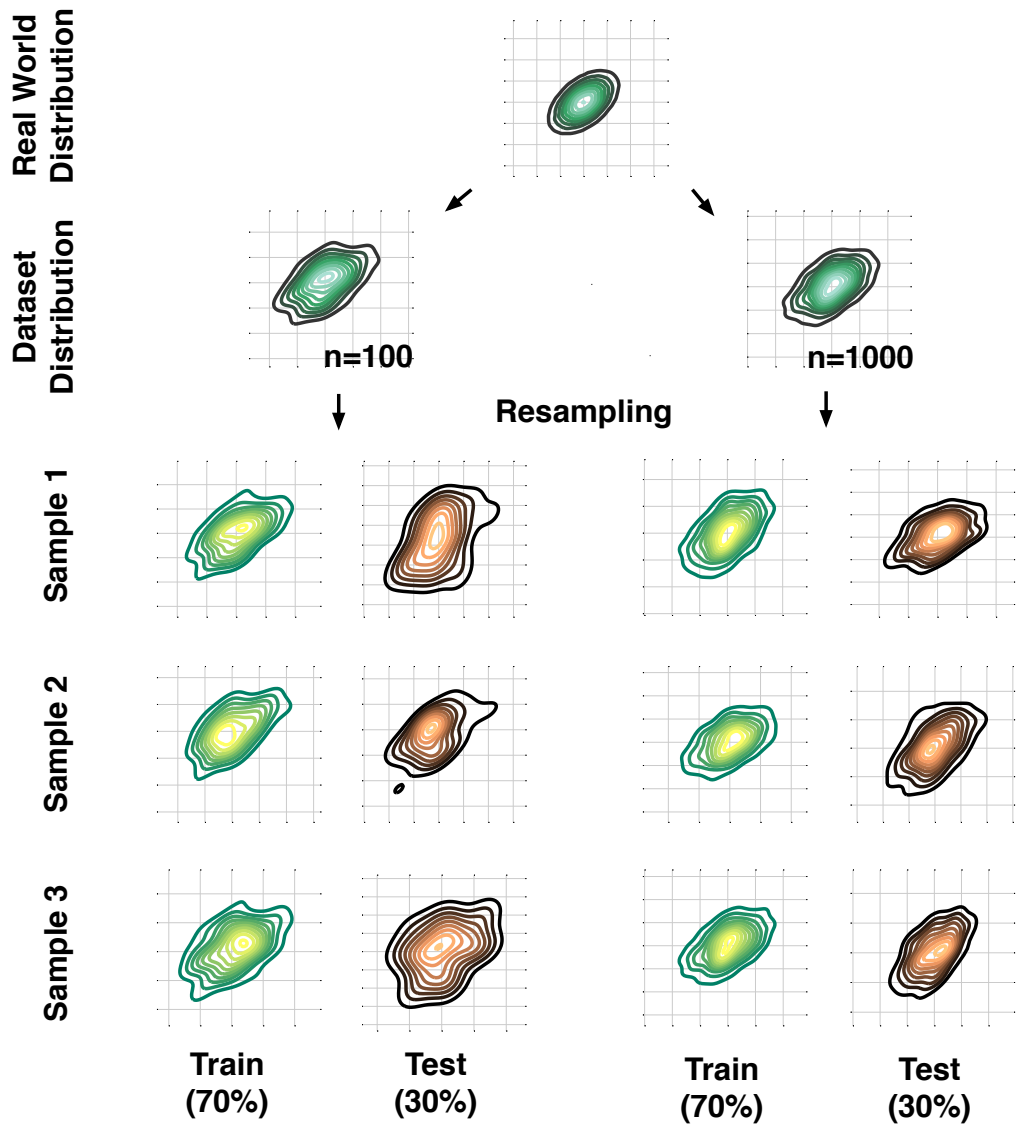 Real World
Distribution
Dataset
Distribution
n=100
n=1000
Resampling
Sample 1
Sample 2
Sample 3
Train
(70%)
Test
(30%)
Train
(70%)
Test
(30%)